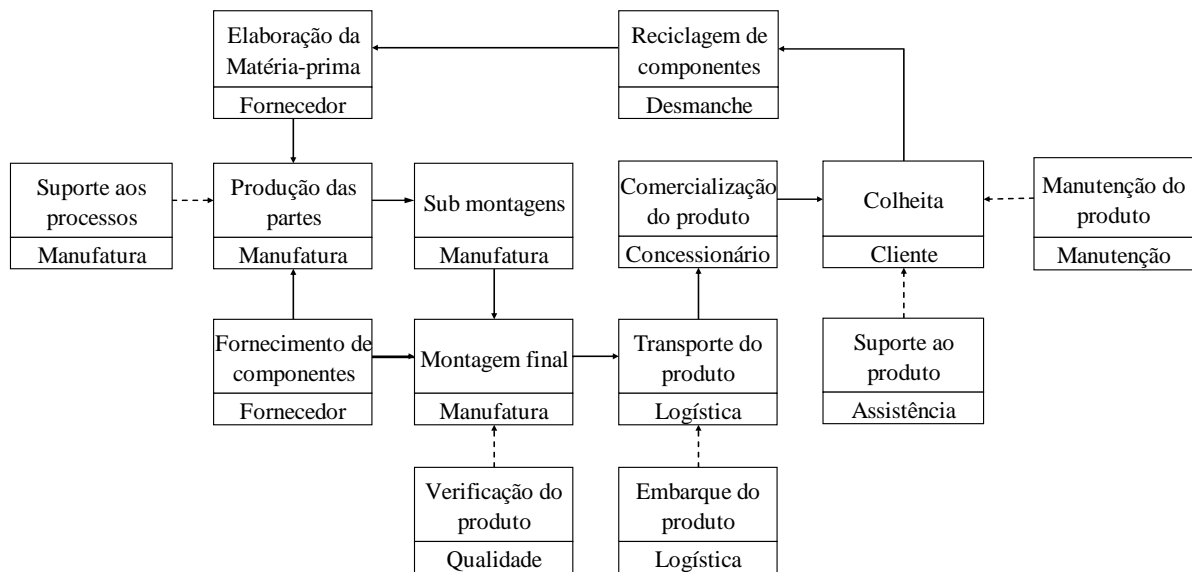 Elaboração da
Matéria-prima
Fornecedor
Reciclagem de
componentes
Desmanche
Suporte aos
processos
Manufatura
Produção das
partes
Manufatura
Sub montagens
Manufatura
Comercialização
do produto
Concessionário
Colheita
Cliente
Manutenção do
produto
Manutenção
Fornecimento de
componentes
Fornecedor
Montagem final
Manufatura
Transporte do
produto
Logística
Suporte ao
produto
Assistência
Verificação do
produto
Qualidade
Embarque do
produto
Logística